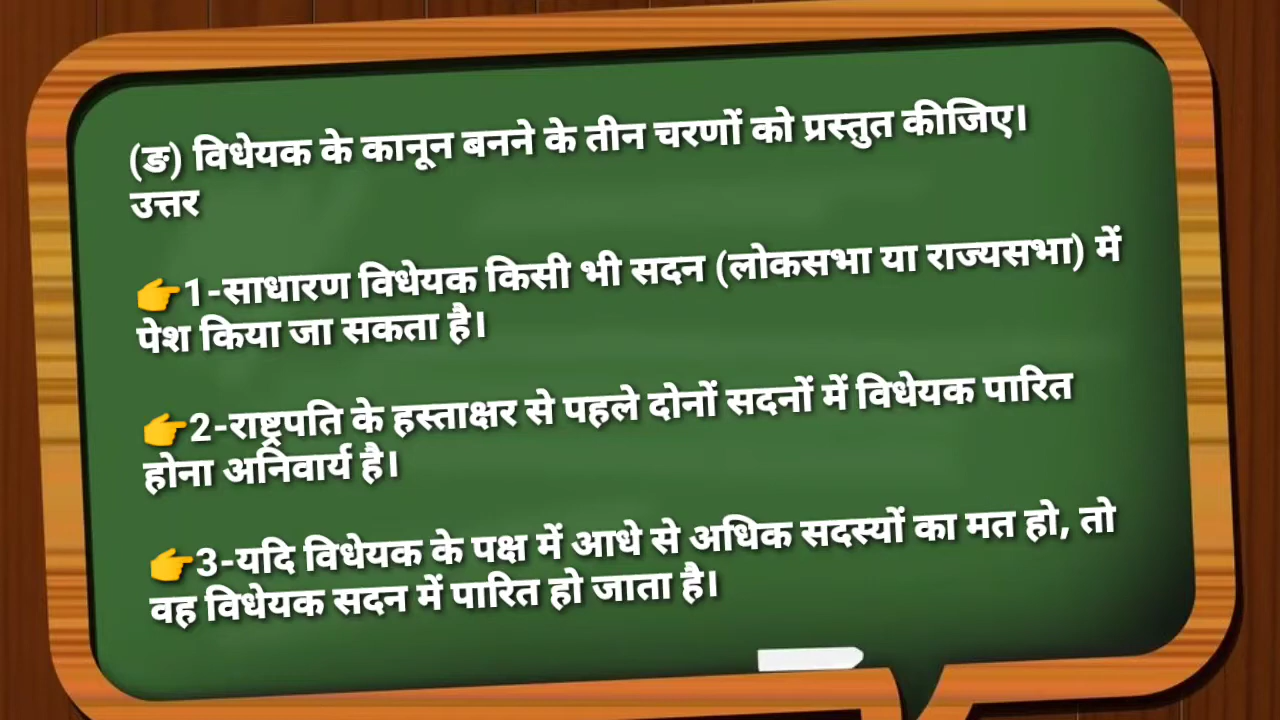 (ङ) विधेयक के कानून बनने के तीन चरणों को प्रस्तुत कीजिए।
उत्तर
👉1-साधारण विधेयक किसी भी सदन (लोकसभा या राज्यसभा) में
पेश किया जा सकता है।
👉2-राष्ट्रपति के हस्ताक्षर से पहले दोनों सदनों में विधेयक पारित
होना अनिवार्य है।
👉3-यदि विधेयक के पक्ष में आधे से अधिक सदस्यों का मत हो, तो
वह विधेयक सदन में पारित हो जाता है।